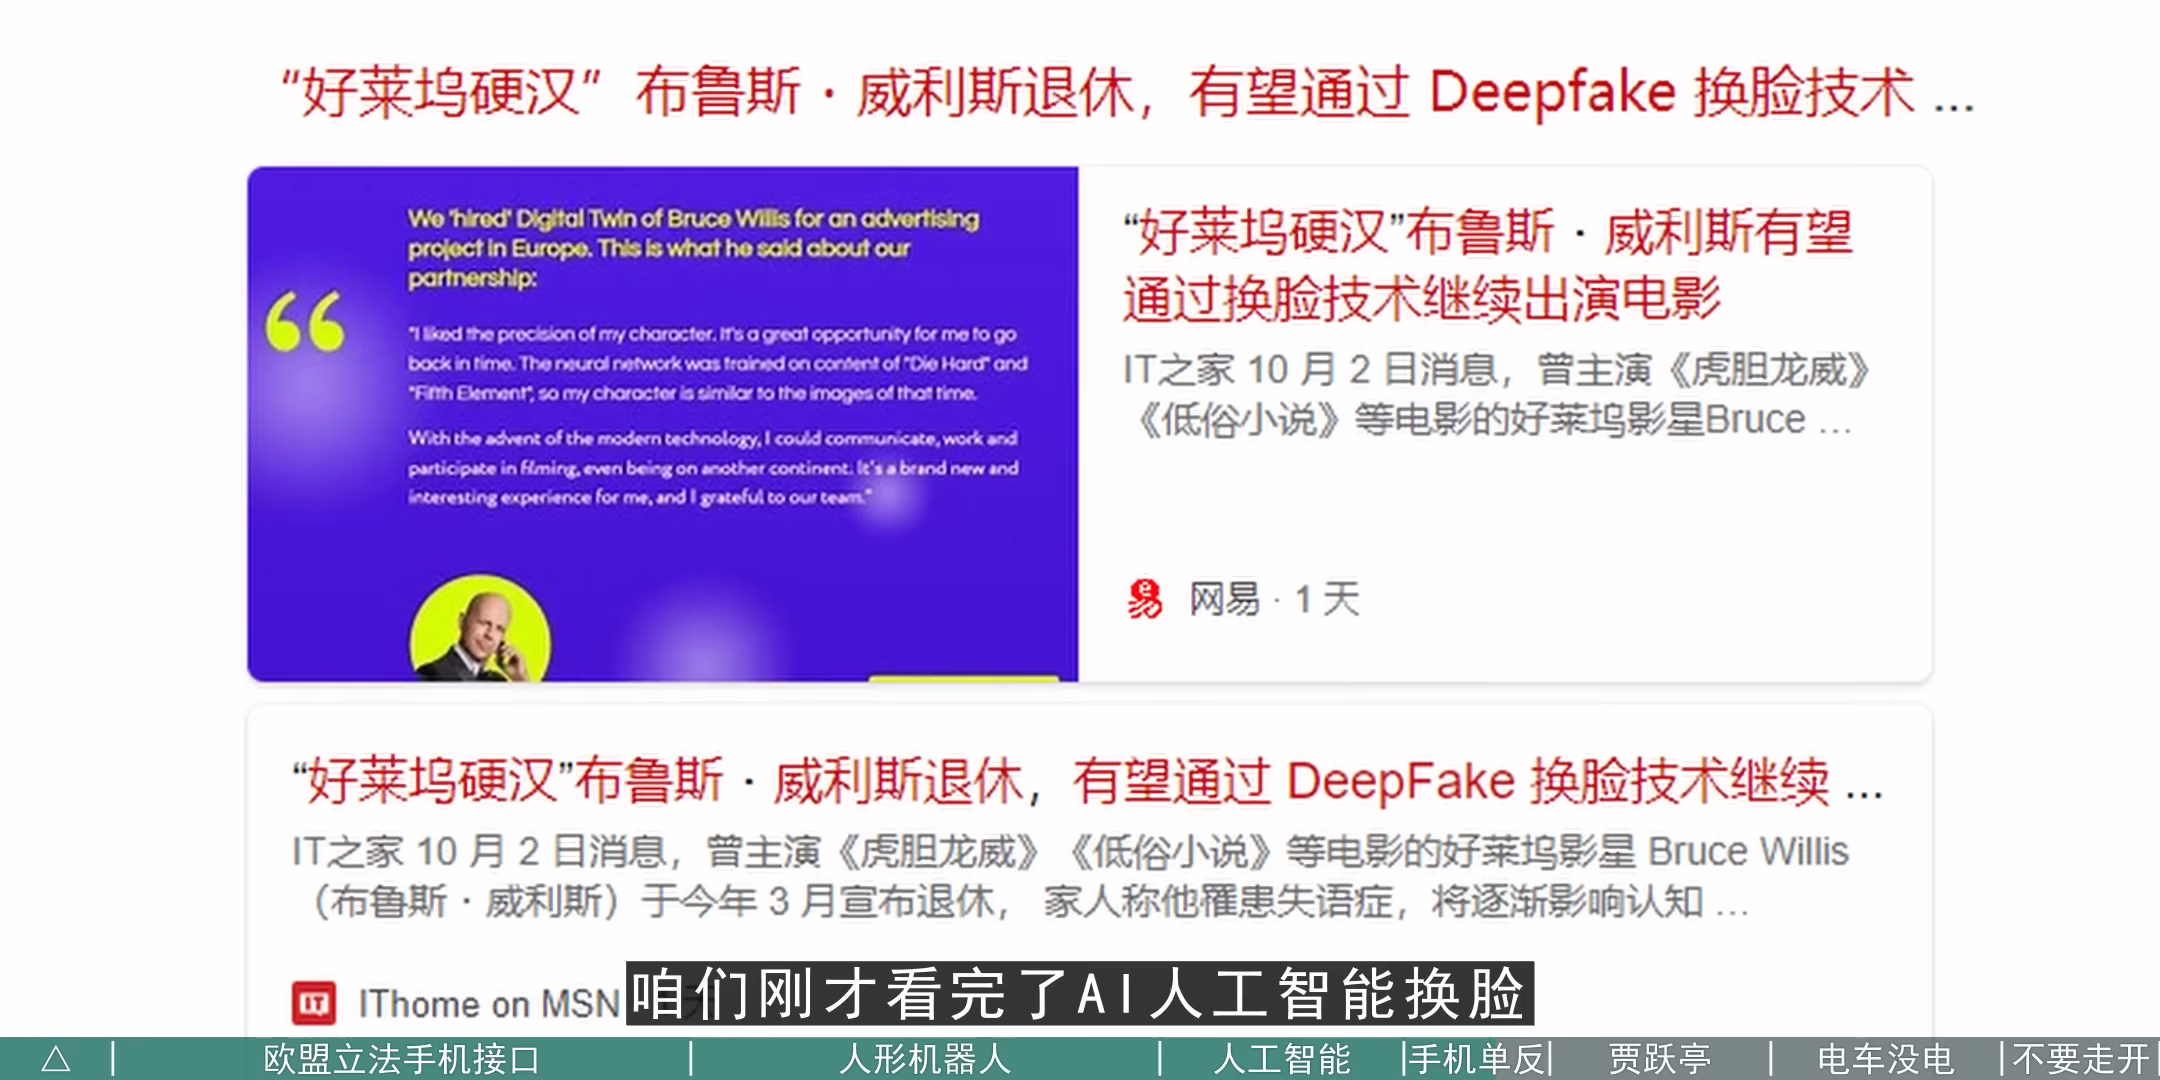 “好莱坞硬汉”布鲁斯·威利斯退休，有望通过 Deepfake 换脸技术 ...
We 'hired' Digital Twin of Bruce Willis for an advertising
project in Europe. This is what he said about our
partnership:
"I liked the precision of my character. It's a great opportunity for me to go
back in time. The neural network was trained on content of "Die Hard" and
"Fifth Element", so my character is similar to the images of that time.
With the advent of the modern technology, I could communicate, work and
participate in filming, even being on another continent. It's a brand new and
interesting experience for me, and I grateful to our team."
“好莱坞硬汉”布鲁斯·威利斯有望
通过换脸技术继续出演电影
IT之家 10 月 2 日消息，曾主演《虎胆龙威》
《低俗小说》等电影的好莱坞影星Bruce ...
网易 · 1 天
“好莱坞硬汉”布鲁斯·威利斯退休，有望通过 DeepFake 换脸技术继续 ...
IT之家 10 月 2 日消息，曾主演《虎胆龙威》《低俗小说》等电影的好莱坞影星 Bruce Willis
（布鲁斯·威利斯）于今年 3 月宣布退休， 家人称他罹患失语症，将逐渐影响认知 ...
IThome on MSN
咱们刚才看完了AI人工智能换脸
△ | 欧盟立法手机接口 | 人形机器人 | 人工智能 |手机单反| 贾跃亭 | 电车没电 |不要走开